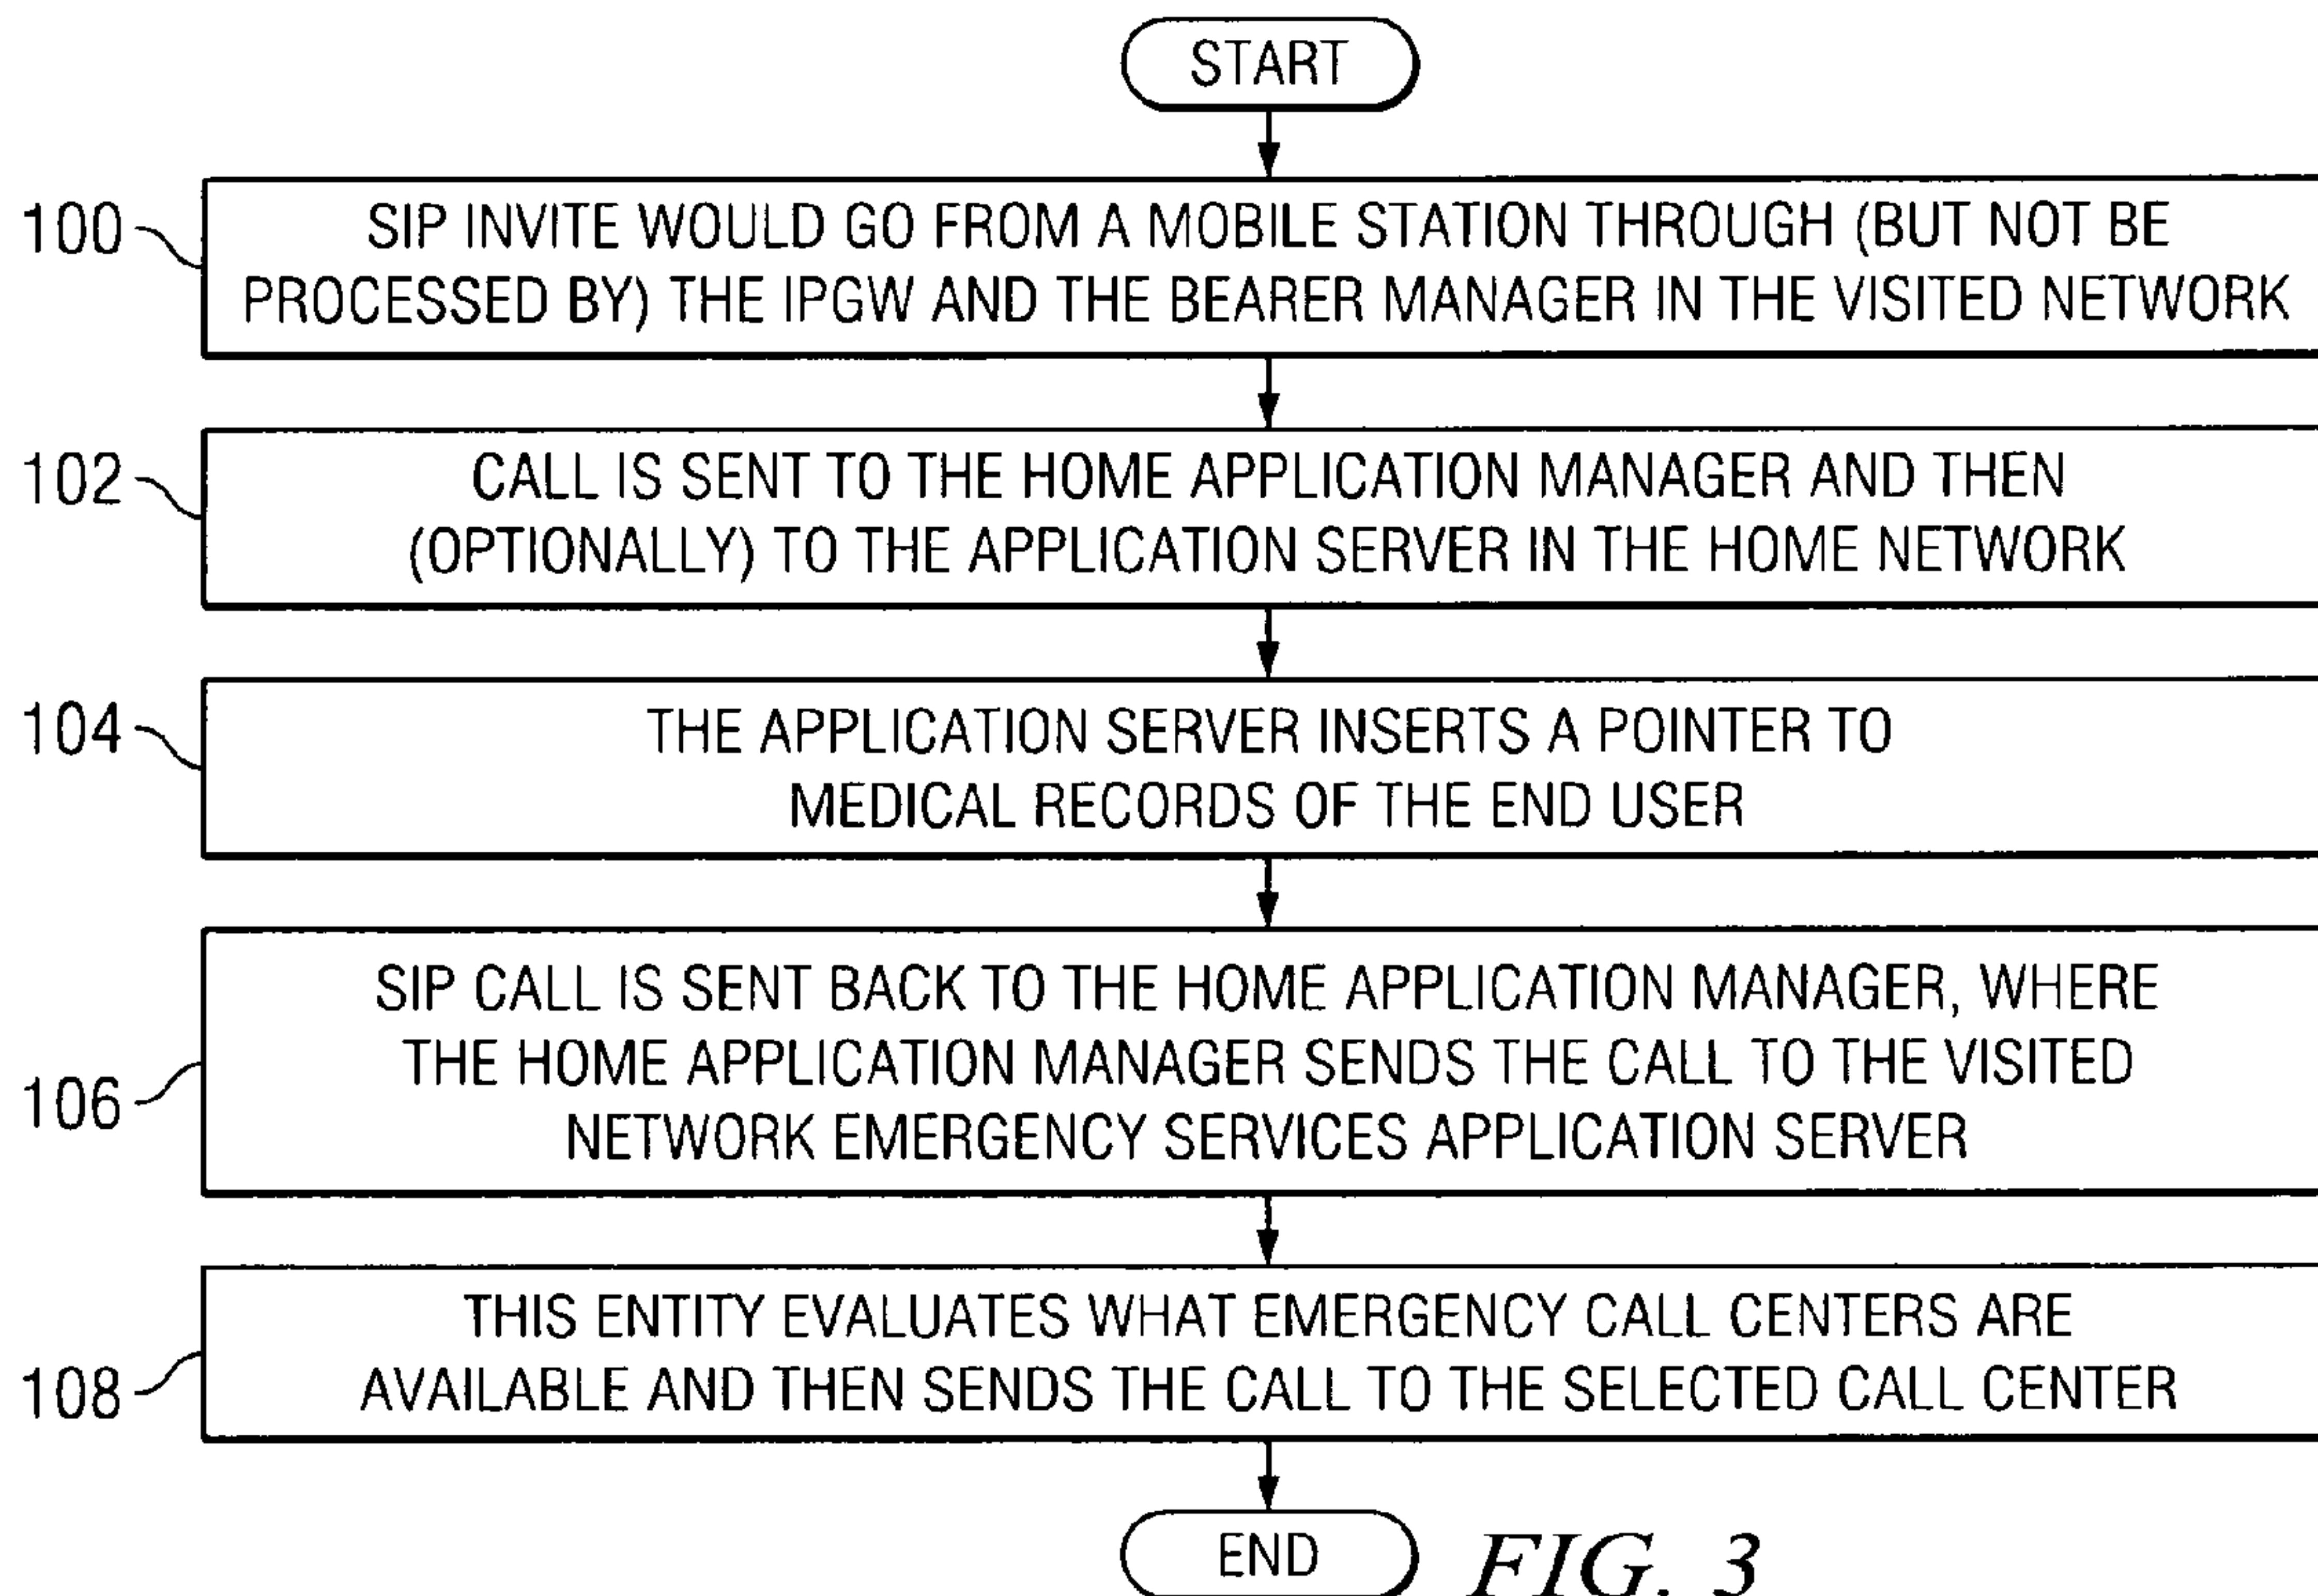 START
100
SIP INVITE WOULD GO FROM A MOBILE STATION THROUGH (BUT NOT BE
PROCESSED BY) THE IPGW AND THE BEARER MANAGER IN THE VISITED NETWORK
102
CALL IS SENT TO THE HOME APPLICATION MANAGER AND THEN
(OPTIONALLY) TO THE APPLICATION SERVER IN THE HOME NETWORK
104
THE APPLICATION SERVER INSERTS A POINTER TO
MEDICAL RECORDS OF THE END USER
106
SIP CALL IS SENT BACK TO THE HOME APPLICATION MANAGER, WHERE
THE HOME APPLICATION MANAGER SENDS THE CALL TO THE VISITED
NETWORK EMERGENCY SERVICES APPLICATION SERVER
108
THIS ENTITY EVALUATES WHAT EMERGENCY CALL CENTERS ARE
AVAILABLE AND THEN SENDS THE CALL TO THE SELECTED CALL CENTER
END
FIG. 3